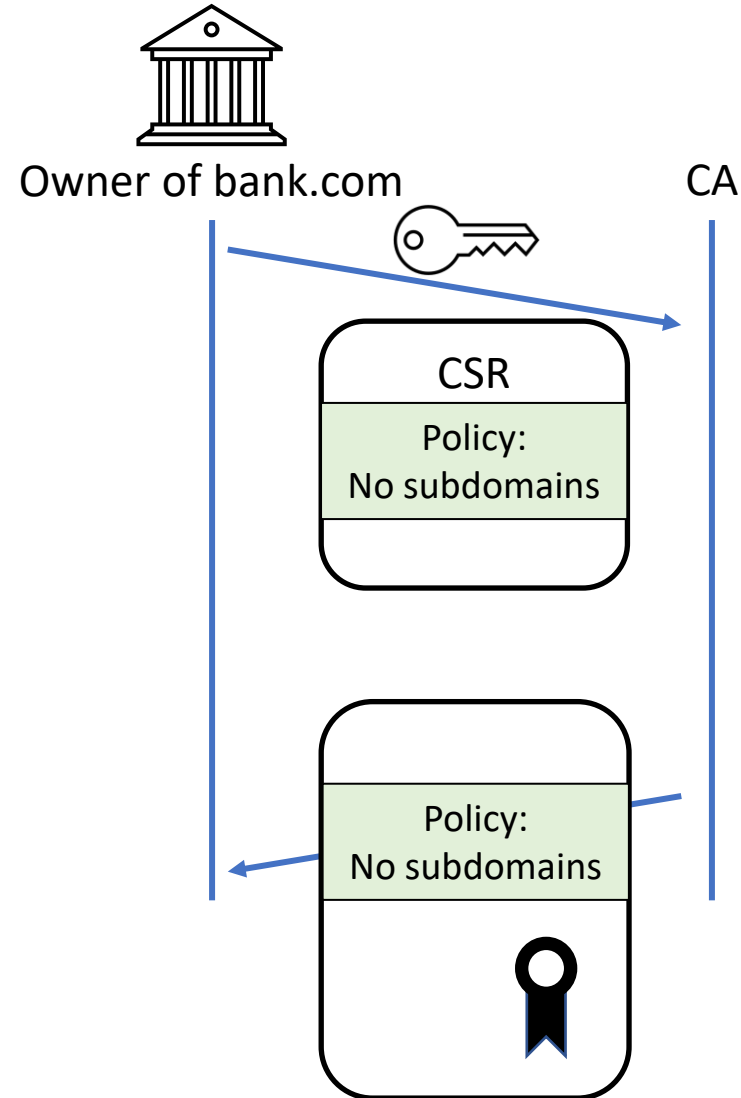 Owner of bank.com
CA
CSR
Policy:
No subdomains
Policy:
No subdomains